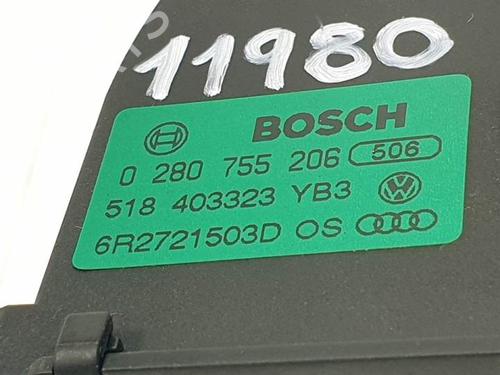 11980
BOSCH
0 280 755 206 506
518 403323 YB3
6R2721503D OS